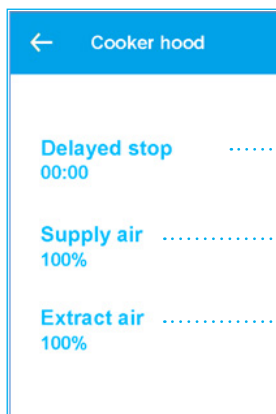 Cooker hood
Delayed stop ......
00:00
Supply air ..............
100%
Extract air ..............
100%